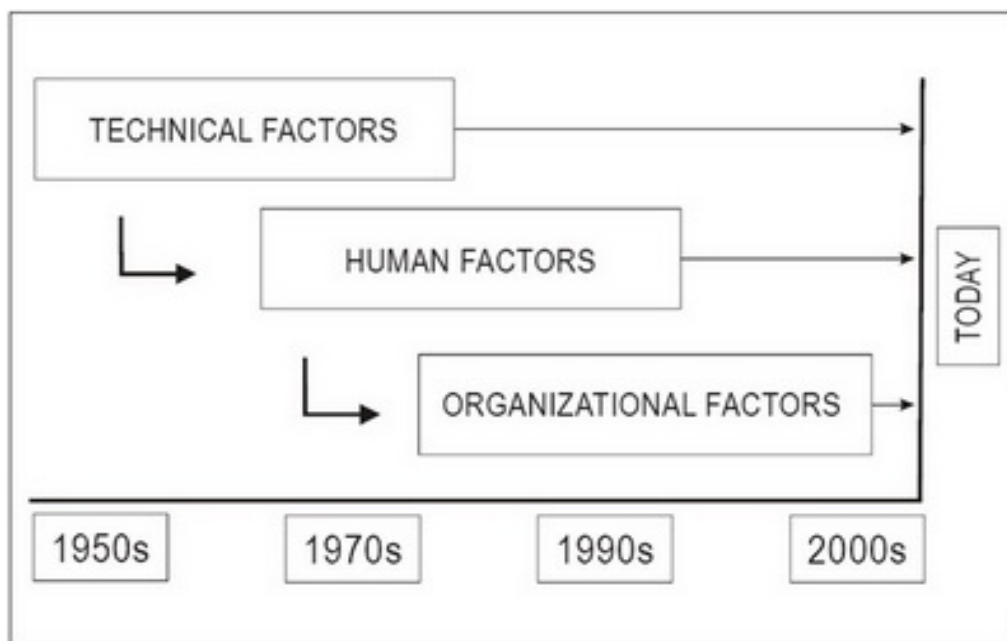 TECHNICAL FACTORS
HUMAN FACTORS
ORGANIZATIONAL FACTORS
TODAY
1950s
1970s
1990s
2000s